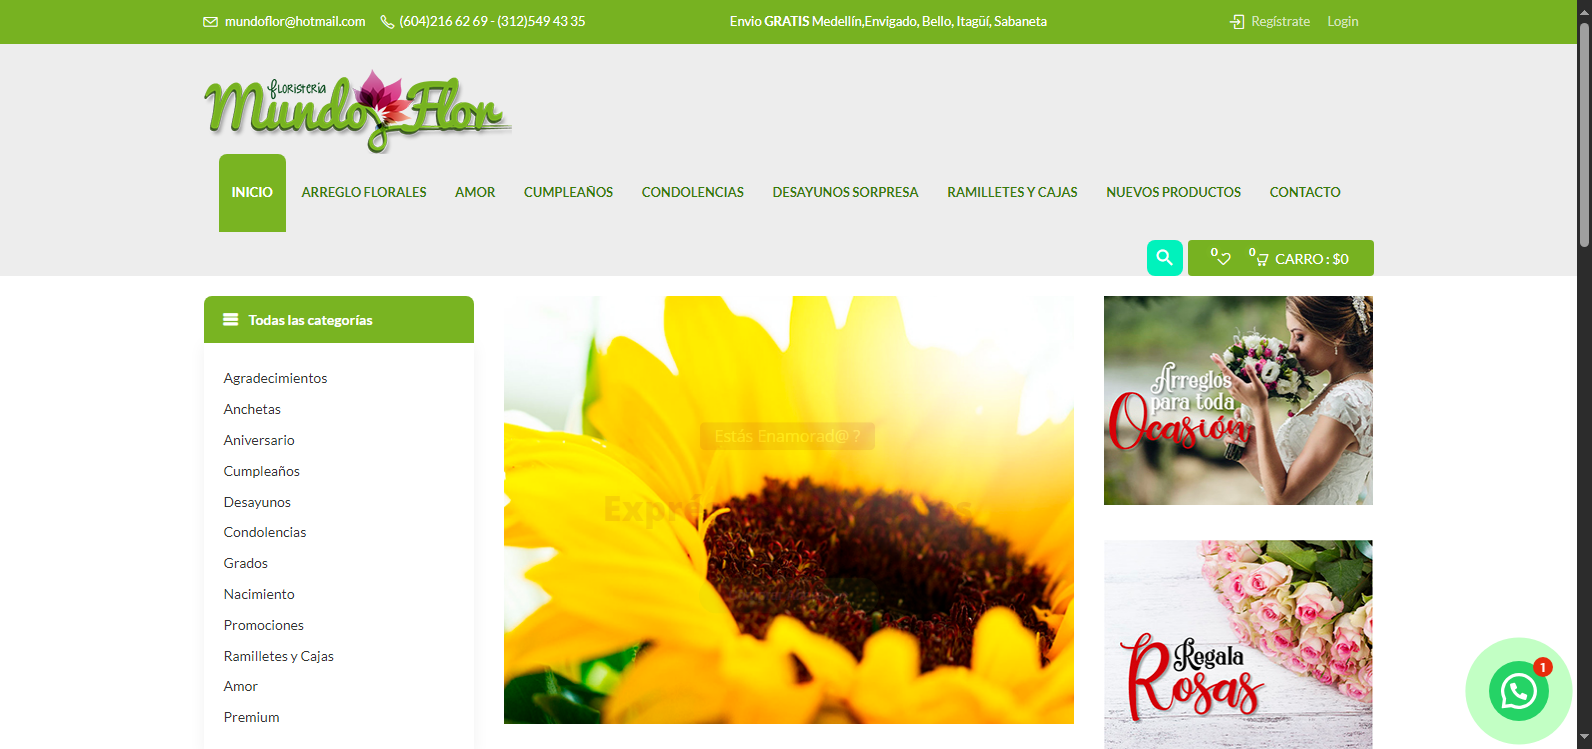 mundoflor@hotmail.com (604)216 62 69 - (312)549 43 35 Envio GRATIS Medellín,Envigado, Bello, Itagüí, Sabaneta Regístrate Login
floristería
Mundo Flor
INICIO ARREGLO FLORALES AMOR CUMPLEAÑOS CONDOLENCIAS DESAYUNOS SORPRESA RAMILLETES Y CAJAS NUEVOS PRODUCTOS CONTACTO
0 0 CARRO : $0
Todas las categorías
Agradecimientos
Anchetas
Aniversario
Cumpleaños
Desayunos
Condolencias
Grados
Nacimiento
Promociones
Ramilletes y Cajas
Amor
Premium
Estás Enamorad@ ?
Arreglos
para toda
Ocasión
Regala
Rosas
1